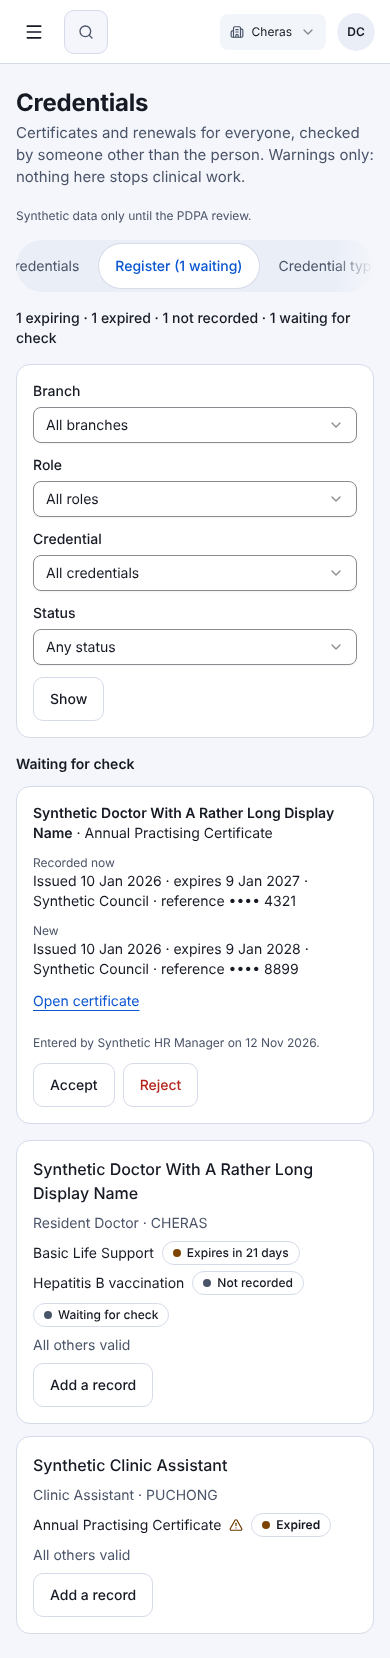 Cheras
DC
Credentials
Certificates and renewals for everyone, checked
by someone other than the person. Warnings only:
nothing here stops clinical work.
Synthetic data only until the PDPA review.
redentials
Register (1 waiting)
Credential typ
1 expiring · 1 expired · 1 not recorded · 1 waiting for
check
Branch
All branches
Role
All roles
Credential
All credentials
Status
Any status
Show
Waiting for check
Synthetic Doctor With A Rather Long Display
Name · Annual Practising Certificate
Recorded now
Issued 10 Jan 2026 · expires 9 Jan 2027 ·
Synthetic Council · reference •••• 4321
New
Issued 10 Jan 2026 · expires 9 Jan 2028 ·
Synthetic Council · reference •••• 8899
Open certificate
Entered by Synthetic HR Manager on 12 Nov 2026.
Accept
Reject
Synthetic Doctor With A Rather Long
Display Name
Resident Doctor · CHERAS
Basic Life Support
Expires in 21 days
Hepatitis B vaccination
Not recorded
Waiting for check
All others valid
Add a record
Synthetic Clinic Assistant
Clinic Assistant · PUCHONG
Annual Practising Certificate
Expired
All others valid
Add a record